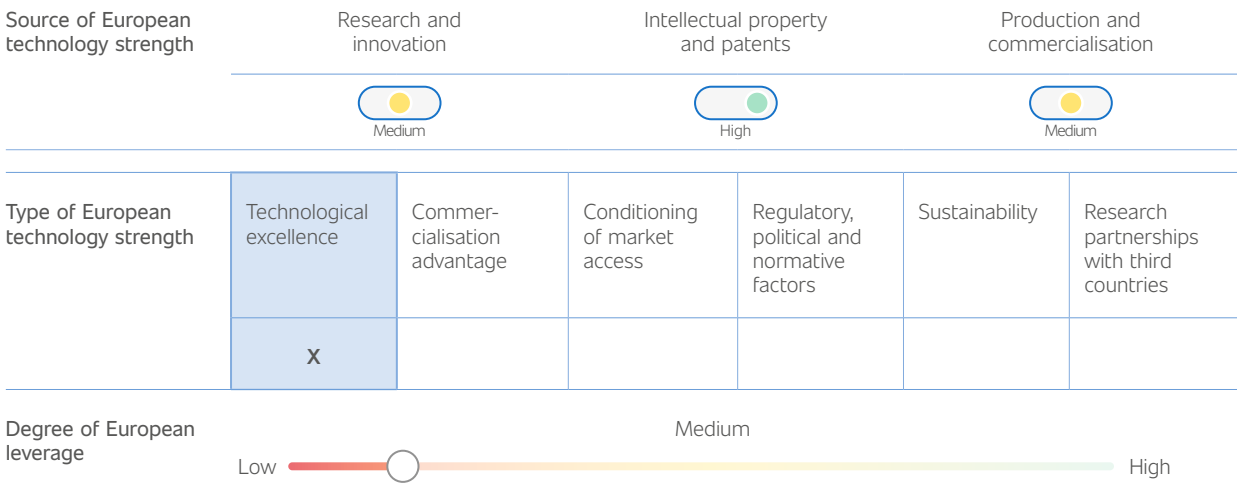 Source of European
technology strength
Research and
innovation
Intellectual property
and patents
Production and
commercialisation
Medium
High
Medium
Type of European
technology strength
Technological
excellence
Commer-
cialisation
advantage
Conditioning
of market
access
Regulatory,
political and
normative
factors
Sustainability
Research
partnerships
with third
countries
X
Degree of European
leverage
Medium
Low
High